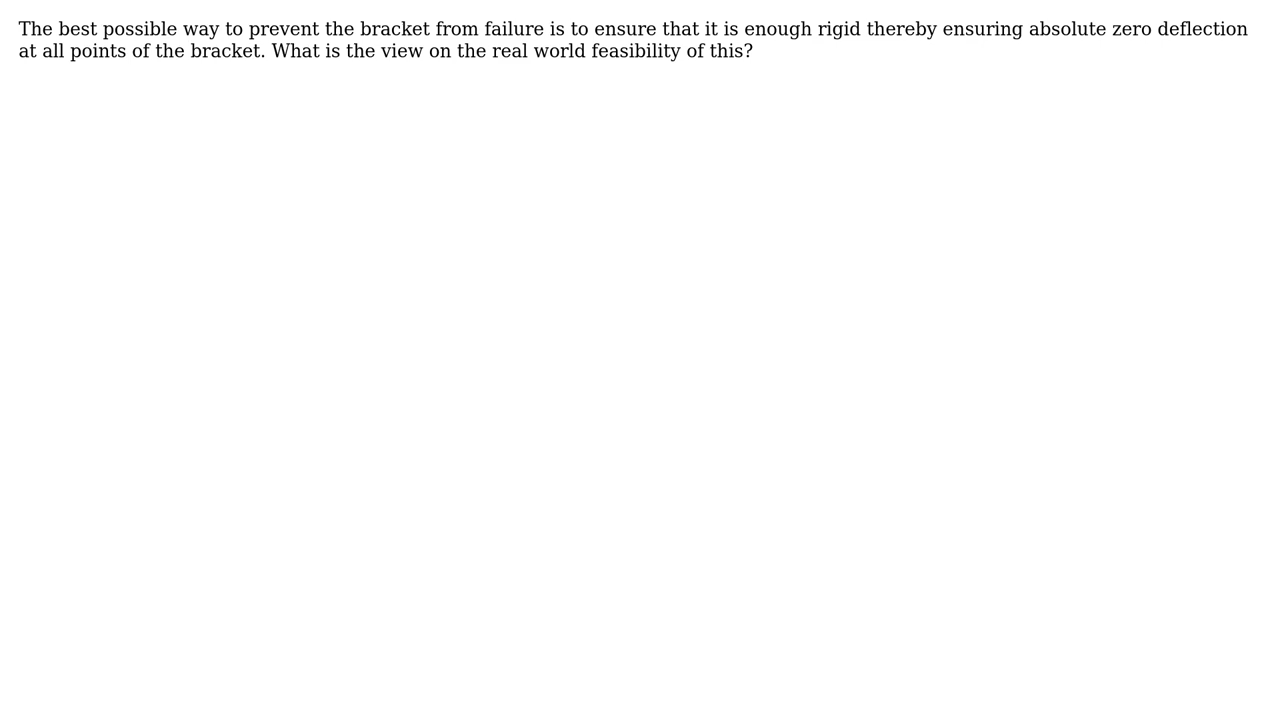 The best possible way to prevent the bracket from failure is to ensure that it is enough rigid thereby ensuring absolute zero deflection
at all points of the bracket. What is the view on the real world feasibility of this?